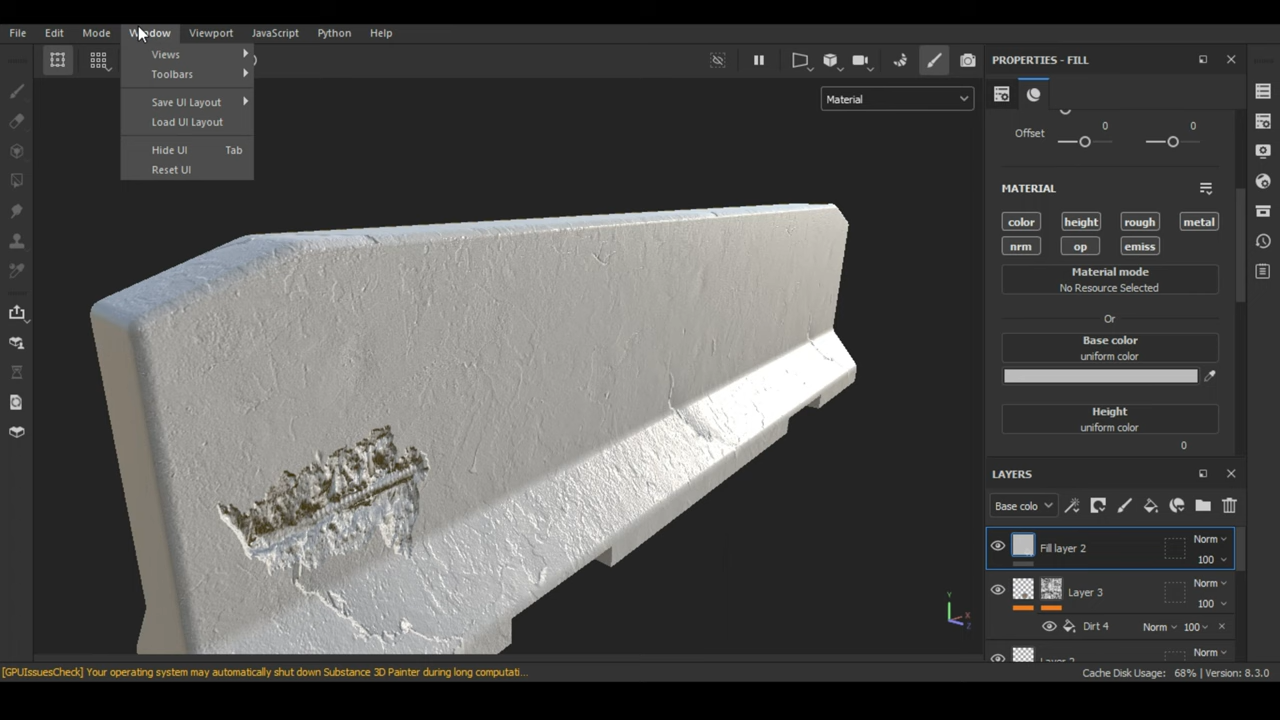 File Edit Mode Window Viewport JavaScript Python Help
Views
Toolbars
Save UI Layout
Load UI Layout
Hide UI Tab
Reset UI
Material
PROPERTIES - FILL
Offset 0 0
MATERIAL
color height rough metal
nrm op emiss
Material mode
No Resource Selected
Or
Base color
uniform color
Height
uniform color
0
LAYERS
Base colo
Fill layer 2 Norm 100
Layer 3 Norm 100
Dirt 4 Norm 100
Layer 2 Norm
Y X Z
[GPUIssuesCheck] Your operating system may automatically shut down Substance 3D Painter during long computati...
Cache Disk Usage: 68% | Version: 8.3.0